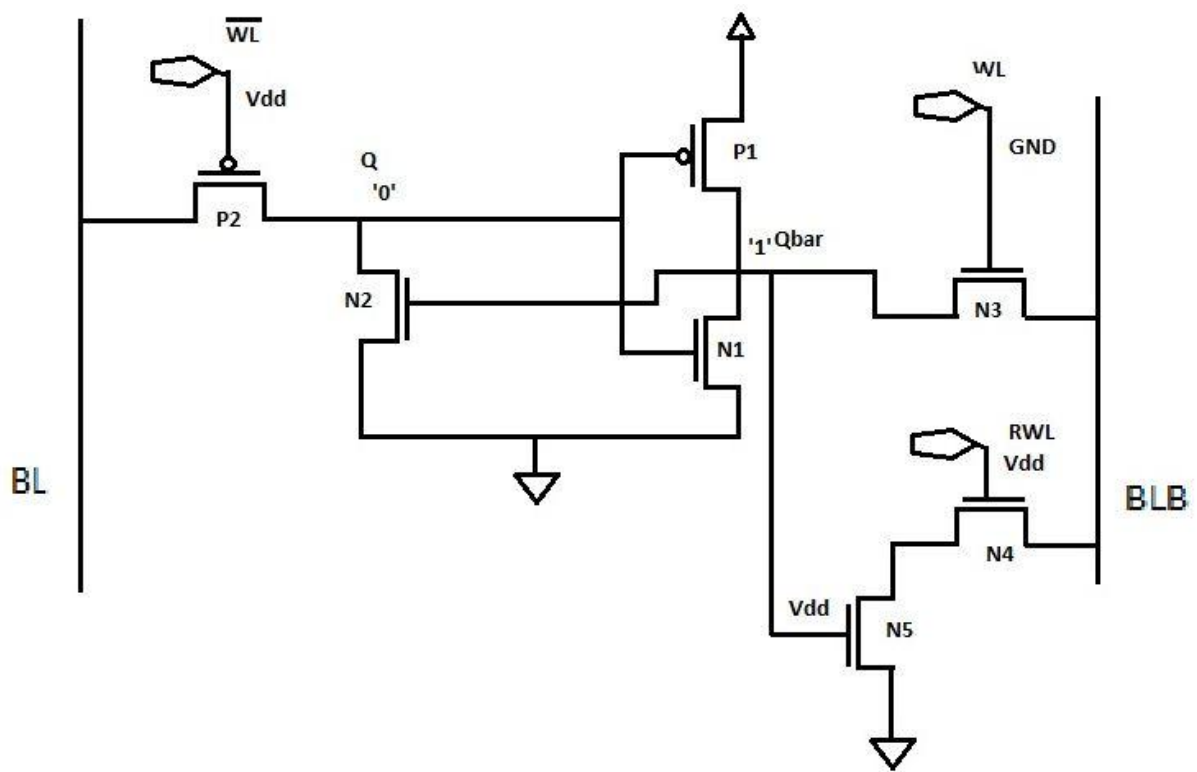 WL
Vdd
P2
Q
'0'
N2
P1
'1' Qbar
N1
WL
GND
N3
RWL
Vdd
N4
Vdd
N5
BL
BLB